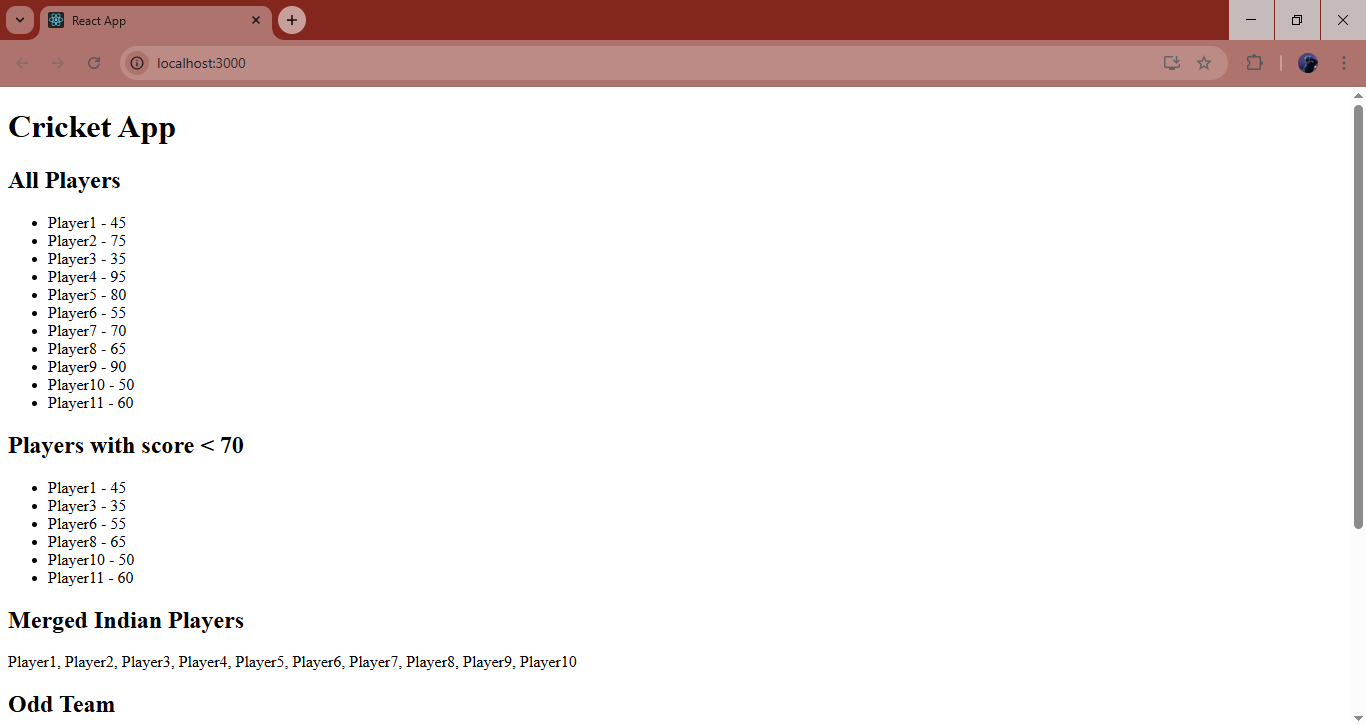 React App
localhost:3000
Cricket App
All Players
Player1 - 45
Player2 - 75
Player3 - 35
Player4 - 95
Player5 - 80
Player6 - 55
Player7 - 70
Player8 - 65
Player9 - 90
Player10 - 50
Player11 - 60
Players with score < 70
Player1 - 45
Player3 - 35
Player6 - 55
Player8 - 65
Player10 - 50
Player11 - 60
Merged Indian Players
Player1, Player2, Player3, Player4, Player5, Player6, Player7, Player8, Player9, Player10
Odd Team